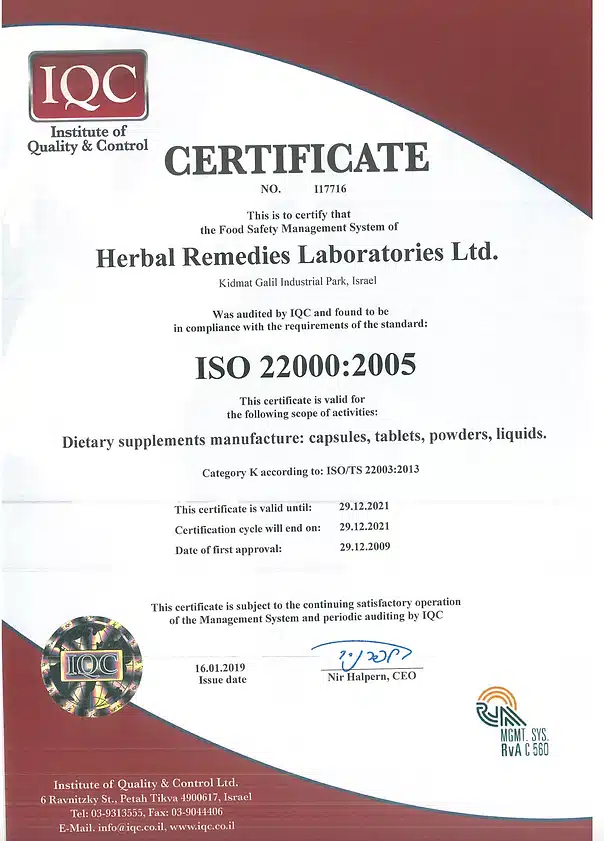 IQC
Institute of
Quality & Control
CERTIFICATE
NO. 117716
This is to certify that
the Food Safety Management System of
Herbal Remedies Laboratories Ltd.
Kidmat Galil Industrial Park, Israel
Was audited by IQC and found to be
in compliance with the requirements of the standard:
ISO 22000:2005
This certificate is valid for
the following scope of activities:
Dietary supplements manufacture: capsules, tablets, powders, liquids.
Category K according to: ISO/TS 22003:2013
This certificate is valid until: 29.12.2021
Certification cycle will end on: 29.12.2021
Date of first approval: 29.12.2009
This certificate is subject to the continuing satisfactory operation
of the Management System and periodic auditing by IQC
IQC
16.01.2019
Issue date
Nir Halpern, CEO
RvA
MGMT. SYS.
RvA C 560
Institute of Quality & Control Ltd.
6 Ravnitzky St., Petah Tikva 4900617, Israel
Tel: 03-9313555, Fax: 03-9044406
E-Mail. info@iqc.co.il, www.iqc.co.il